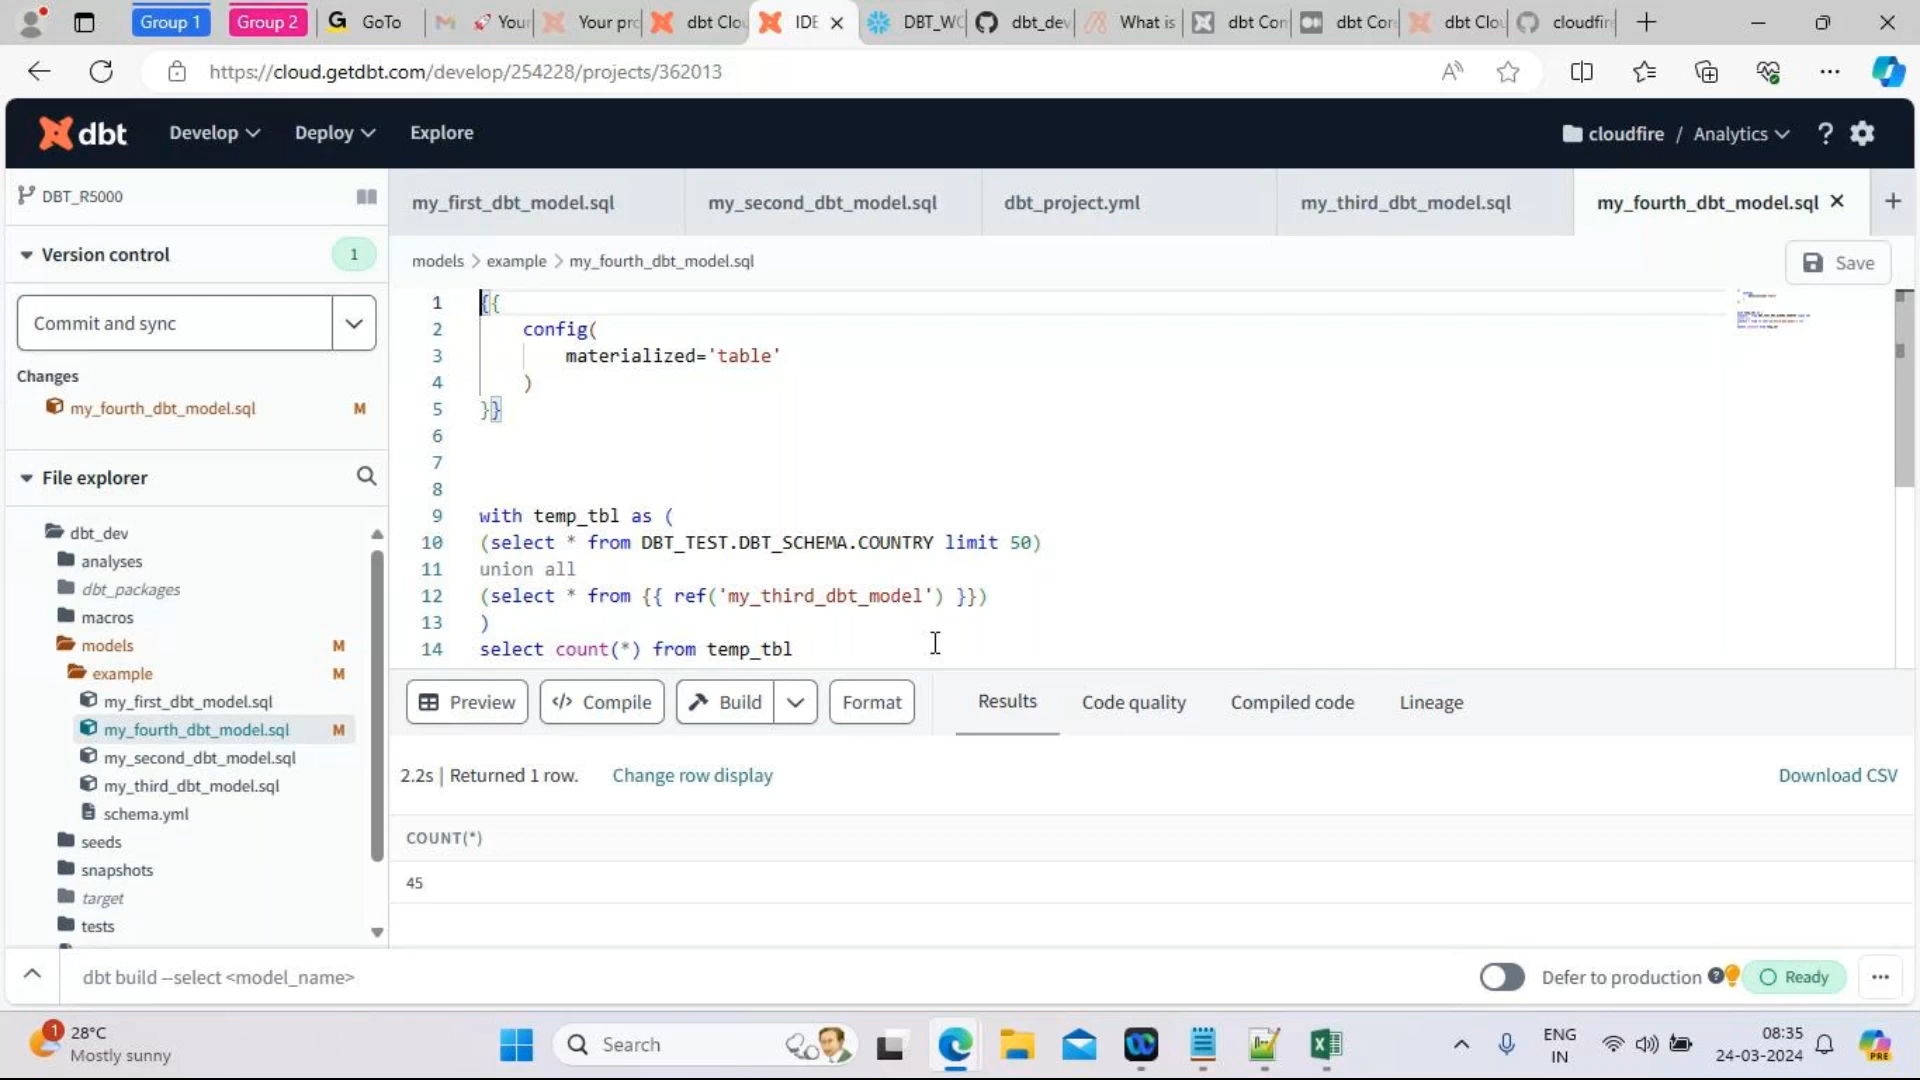 Group 1
Group 2
GoTo
Your
Your pro
dbt Clou
IDE
DBT_WO
dbt_dev
What is
dbt Con
dbt Cor
dbt Clou
cloudfire
https://cloud.getdbt.com/develop/254228/projects/362013
dbt
Develop
Deploy
Explore
cloudfire / Analytics
?
DBT_R5000
my_first_dbt_model.sql
my_second_dbt_model.sql
dbt_project.yml
my_third_dbt_model.sql
my_fourth_dbt_model.sql
Version control
1
models > example > my_fourth_dbt_model.sql
Save
Commit and sync
Changes
my_fourth_dbt_model.sql M
File explorer
dbt_dev
analyses
dbt_packages
macros
models M
example M
my_first_dbt_model.sql
my_fourth_dbt_model.sql M
my_second_dbt_model.sql
my_third_dbt_model.sql
schema.yml
seeds
snapshots
target
tests
1 {{
2 config(
3 materialized='table'
4 )
5 }}
6
7
8
9 with temp_tbl as (
10 (select * from DBT_TEST.DBT_SCHEMA.COUNTRY limit 50)
11 union all
12 (select * from {{ ref('my_third_dbt_model') }})
13 )
14 select count(*) from temp_tbl
Preview
</> Compile
Build
Format
Results
Code quality
Compiled code
Lineage
2.2s | Returned 1 row.
Change row display
Download CSV
COUNT(*)
45
dbt build --select <model_name>
Defer to production
Ready
1
28°C
Mostly sunny
Search
ENG
IN
08:35
24-03-2024
PRE